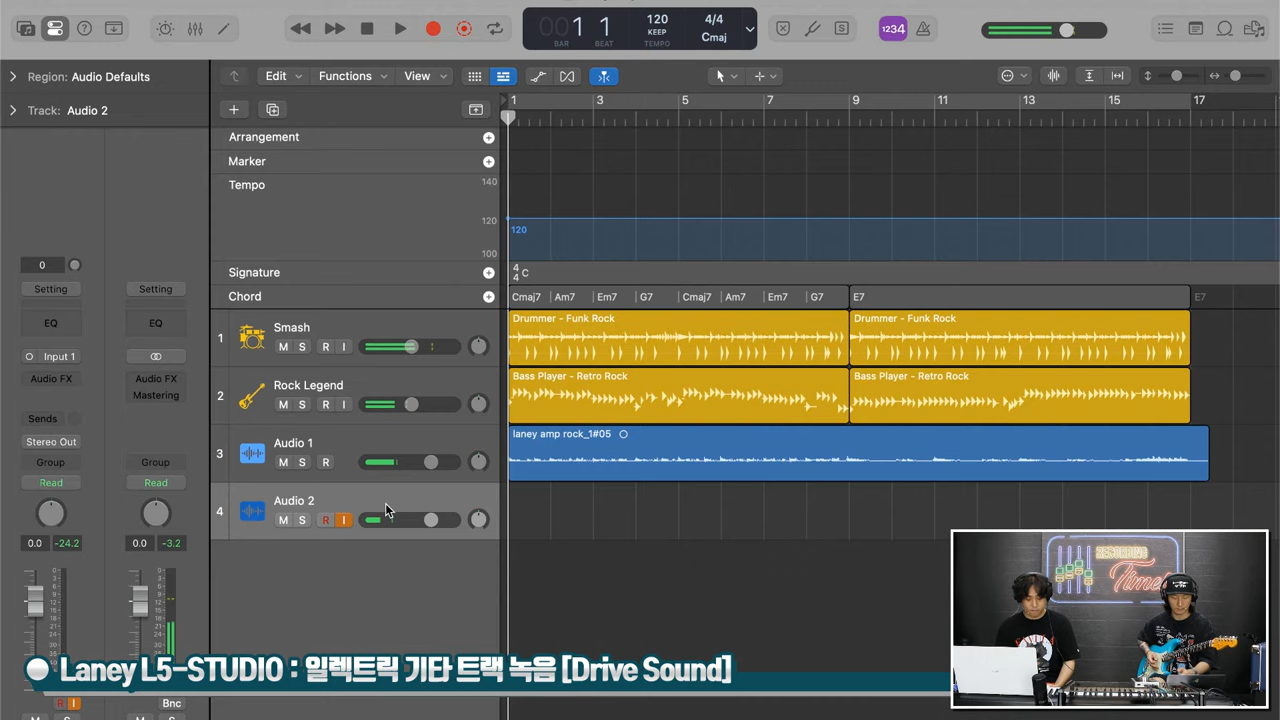 1 1
BAR BEAT
120
KEEP
TEMPO
4/4
Cmaj
1234
Region: Audio Defaults
Track: Audio 2
Edit
Functions
View
1 3 5 7 9 11 13 15 17
Arrangement
Marker
Tempo
140
120
100
120
Signature
4
4 C
Chord
Cmaj7 Am7 Em7 G7 Cmaj7 Am7 Em7 G7 E7 E7
0
Setting Setting
EQ EQ
Input 1
Audio FX Audio FX
Mastering
Sends
Stereo Out
Group Group
Read Read
0.0 -24.2 0.0 -3.2
1 Smash
M S R I
Drummer - Funk Rock Drummer - Funk Rock
2 Rock Legend
M S R I
Bass Player - Retro Rock Bass Player - Retro Rock
3 Audio 1
M S R
laney amp rock_1#05
4 Audio 2
M S R I
R I Bnc
RECORDING
Time!
Laney L5-STUDIO : 일렉트릭 기타 트랙 녹음 [Drive Sound]